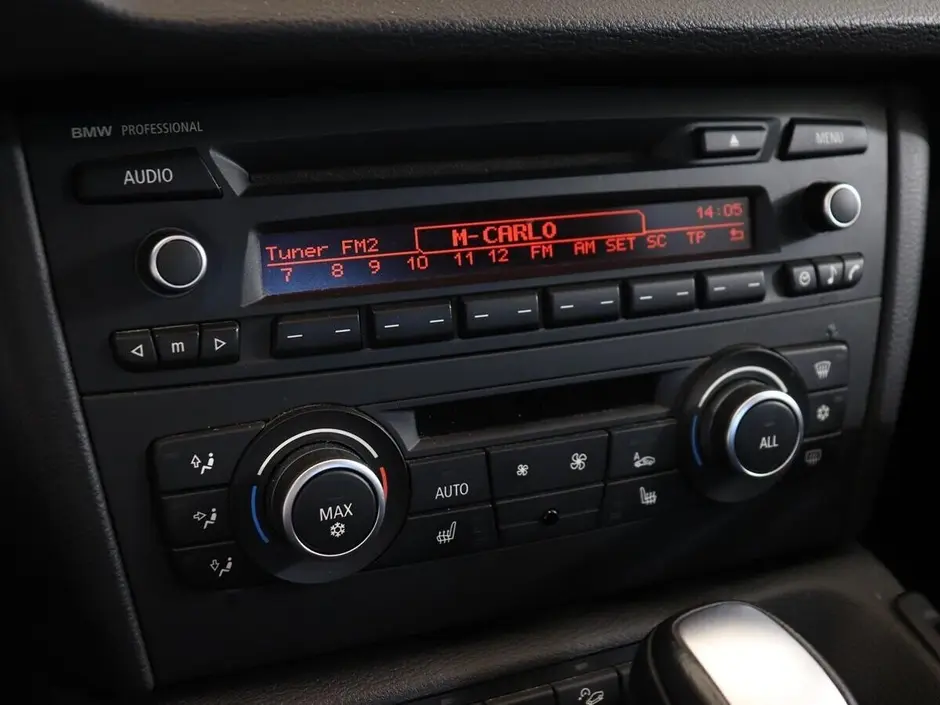 BMW PROFESSIONAL
AUDIO
MENU
14:05
Tuner FM2 M-CARLO
7 8 9 10 11 12 FM AM SET SC TP
m
MAX
AUTO
A
ALL